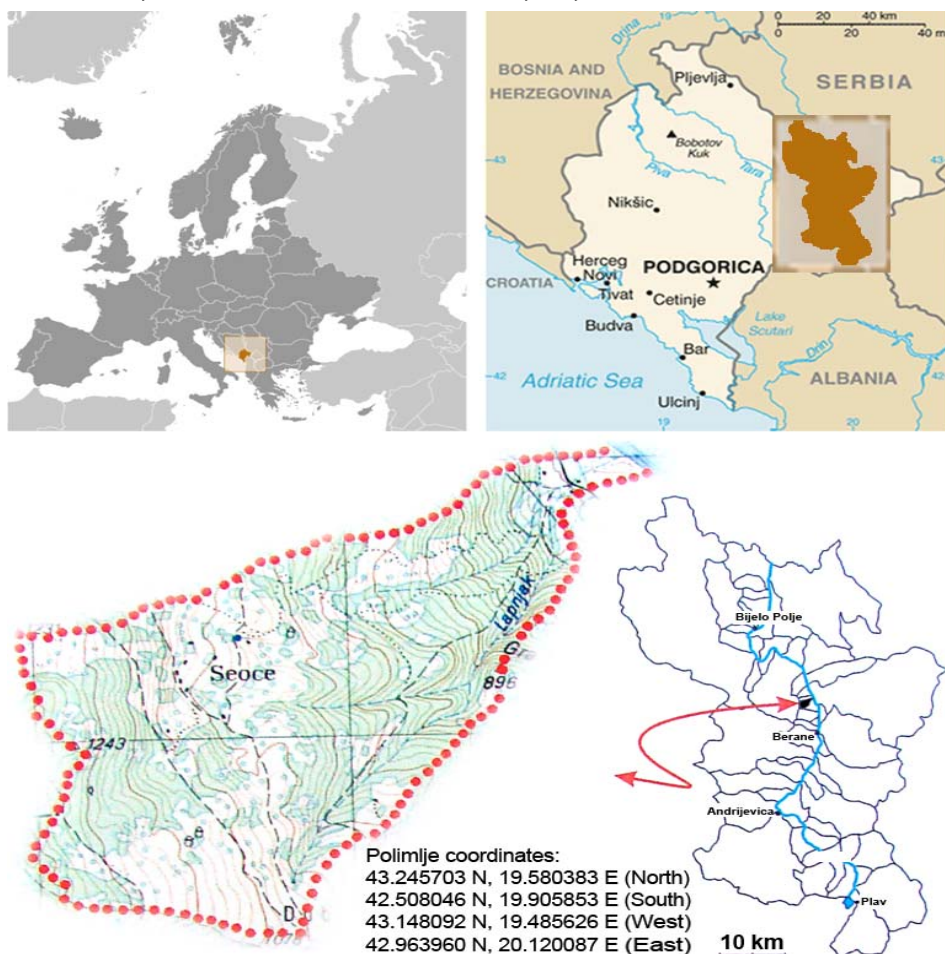 0 20 40 km
0 20 40 m
Drina
BOSNIA AND
HERZEGOVINA
Pljevlja
SERBIA
Bobotov
Kuk
43
43
Piva
Tara
Nikšic
Herceg
Novi
PODGORICA
CROATIA
Tivat
Cetinje
Budva
Lake
Scutari
Drin
Bar
42
42
Adriatic Sea
ALBANIA
Ulcinj
19
20
Lapnjak
Seoce
896
1243
Bijelo Polje
Berane
Andrijevica
Plav
Polimlje coordinates:
43.245703 N, 19.580383 E (North)
42.508046 N, 19.905853 E (South)
43.148092 N, 19.485626 E (West)
42.963960 N, 20.120087 E (East)
10 km